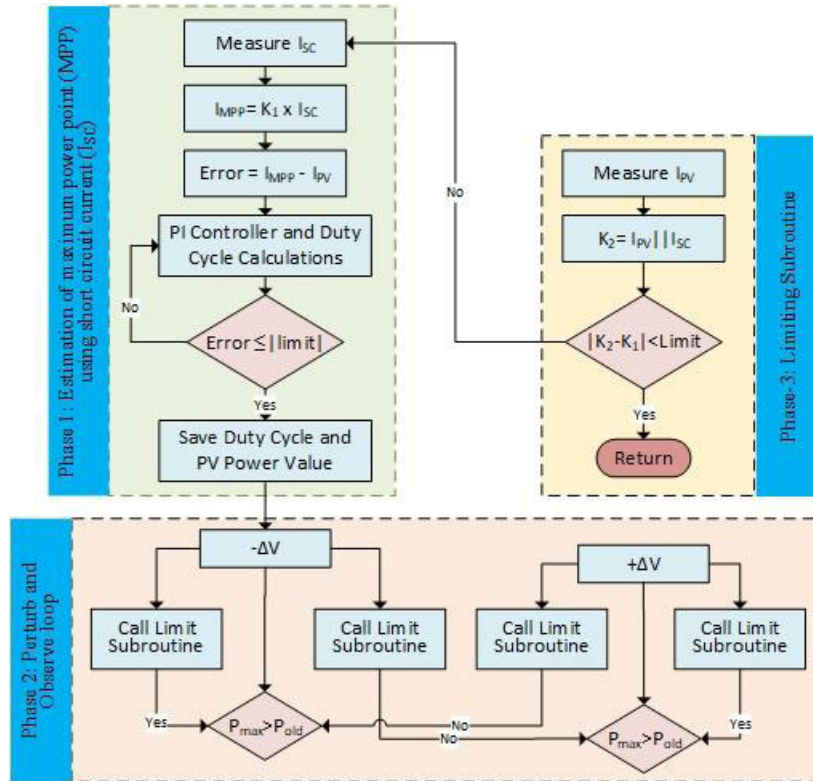 Phase 1: Estimation of maximum power point (MPP)
using short circuit current (ISC)
Measure ISC
IMPP= K1 x ISC
Error = IMPP - IPV
PI Controller and Duty
Cycle Calculations
No
Error ≤ |limit|
Yes
Save Duty Cycle and
PV Power Value
No
Phase-3: Limiting Subroutine
Measure IPV
K2= IPV||ISC
|K2-K1|<Limit
Yes
Return
Phase 2: Perturb and
Observe loop
-ΔV
+ΔV
Call Limit
Subroutine
Call Limit
Subroutine
Call Limit
Subroutine
Call Limit
Subroutine
Yes
Pmax>Pold
No
No
Pmax>Pold
Yes